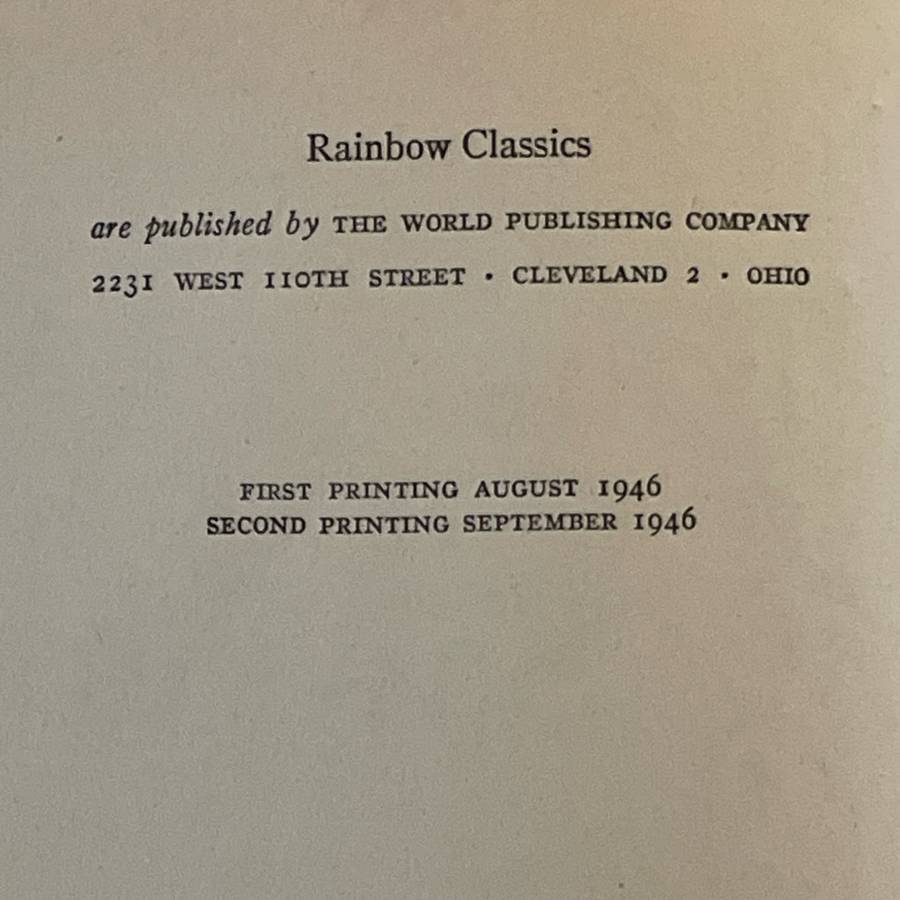 Rainbow Classics
are published by THE WORLD PUBLISHING COMPANY
2231 WEST 110TH STREET · CLEVELAND 2 · OHIO
FIRST PRINTING AUGUST 1946
SECOND PRINTING SEPTEMBER 1946